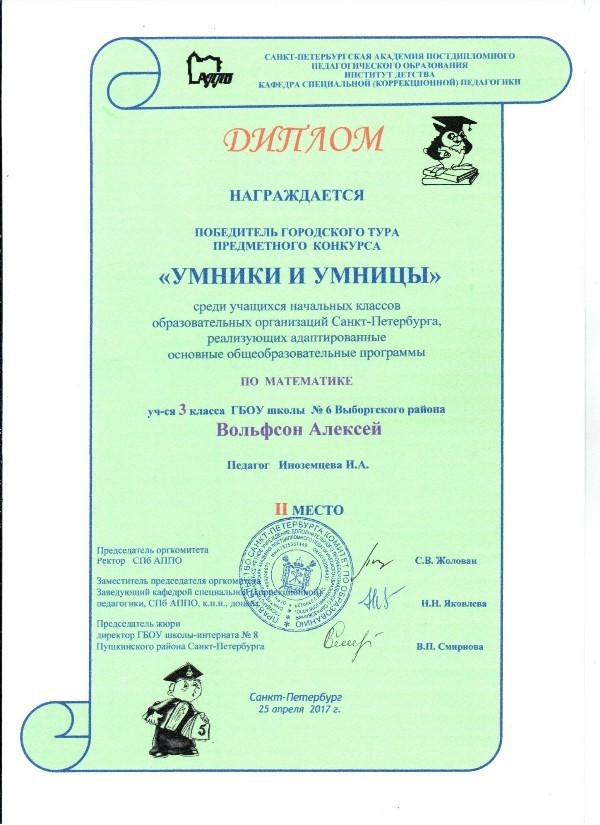 САНКТ-ПЕТЕРБУРГСКАЯ АКАДЕМИЯ ПОСТДИПЛОМНОГО
ПЕДАГОГИЧЕСКОГО ОБРАЗОВАНИЯ
ИНСТИТУТ ДЕТСТВА
КАФЕДРА СПЕЦИАЛЬНОЙ (КОРРЕКЦИОННОЙ) ПЕДАГОГИКИ
АППО
ДИПЛОМ
НАГРАЖДАЕТСЯ
ПОБЕДИТЕЛЬ ГОРОДСКОГО ТУРА
ПРЕДМЕТНОГО КОНКУРСА
«УМНИКИ И УМНИЦЫ»
среди учащихся начальных классов
образовательных организаций Санкт-Петербурга,
реализующих адаптированные
основные общеобразовательные программы
ПО МАТЕМАТИКЕ
уч-ся 3 класса ГБОУ школы № 6 Выборгского района
Вольфсон Алексей
Педагог Иноземцева И.А.
II МЕСТО
Председатель оргкомитета
Ректор СПб АППО
С.В. Жолован
Заместитель председателя оргкомитета
Заведующий кафедрой специальной (коррекционной)
педагогики, СПб АППО, к.п.н., доцент
Н.Н. Яковлева
Председатель жюри
директор ГБОУ школы-интерната № 8
Пушкинского района Санкт-Петербурга
В.П. Смирнова
5
Санкт-Петербург
25 апреля 2017 г.